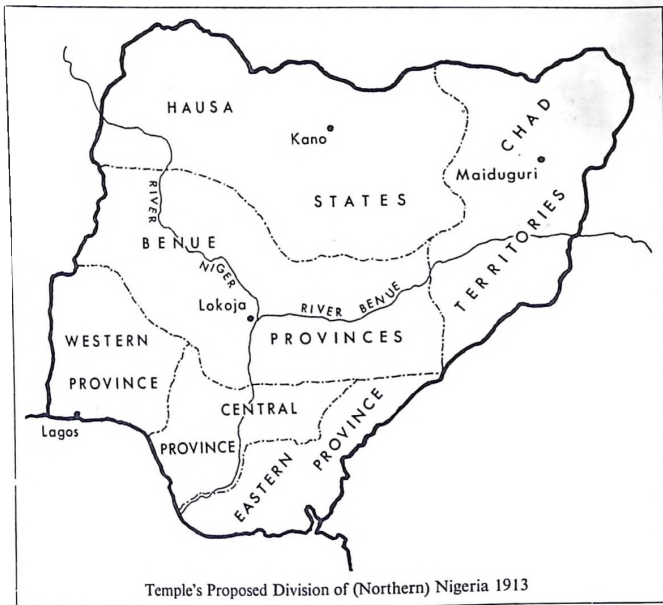 HAUSA
Kano
CHAD
Maiduguri
STATES
RIVER
BENUE
NIGER
TERRITORIES
RIVER BENUE
Lokoja
PROVINCES
WESTERN
PROVINCE
CENTRAL
PROVINCE
EASTERN
PROVINCE
Lagos
Temple's Proposed Division of (Northern) Nigeria 1913